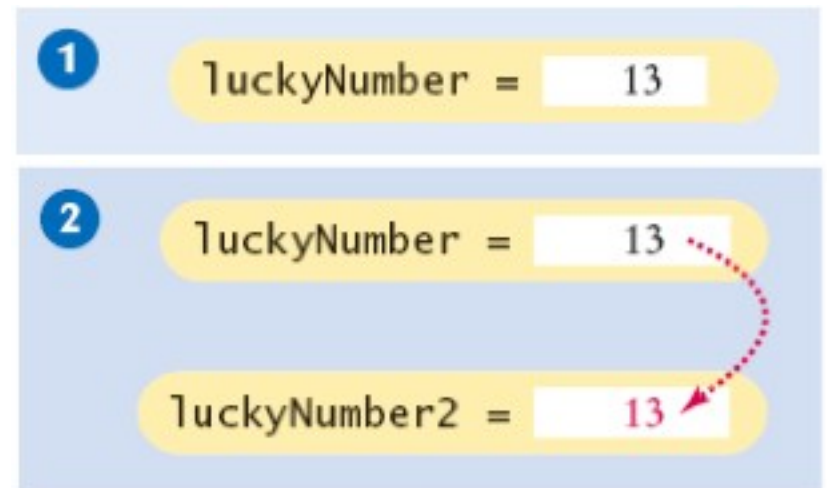 1
luckyNumber = 13
2
luckyNumber = 13
luckyNumber2 = 13